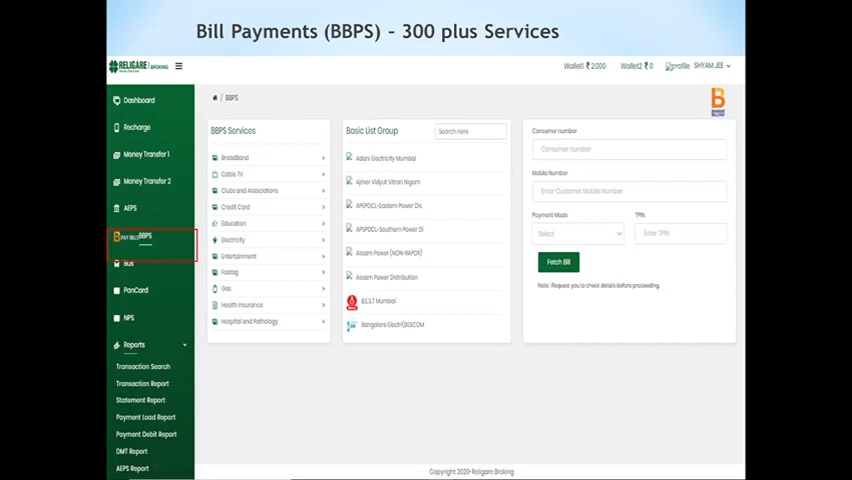 Bill Payments (BBPS) - 300 plus Services
RELIGARE BROKING
Wallet1 ₹ 2,000
Wallet2 ₹ 0
profile
SHYAM JEE
Dashboard
Recharge
Money Transfer 1
Money Transfer 2
AEPS
B PAY BILLS BBPS
Bus
PanCard
NPS
Reports
Transaction Search
Transaction Report
Statement Report
Payment Load Report
Payment Debit Report
DMT Report
AEPS Report
/ BBPS
BBPS Services
BroadBand
Cable TV
Clubs and Associations
Credit Card
Education
Electricity
Entertainment
Fastag
Gas
Health Insurance
Hospital and Pathology
Basic List Group
Search Here
Adani Electricity Mumbai
Ajmer Vidyut Vitran Nigam
APEPDCL-Eastern Power Dis
APSPDCL-Southern Power Di
Assam Power (NON-RAPDR)
Assam Power Distribution
B.E.S.T Mumbai
Bangalore Electri(BESCOM
Consumer number
Consumer number
Mobile Number
Enter Customer Mobile Number
Payment Mode
TPIN
Select
Enter TPIN
Fetch Bill
Note : Request you to check details before proceeding.
Copyright 2020-Religare Broking